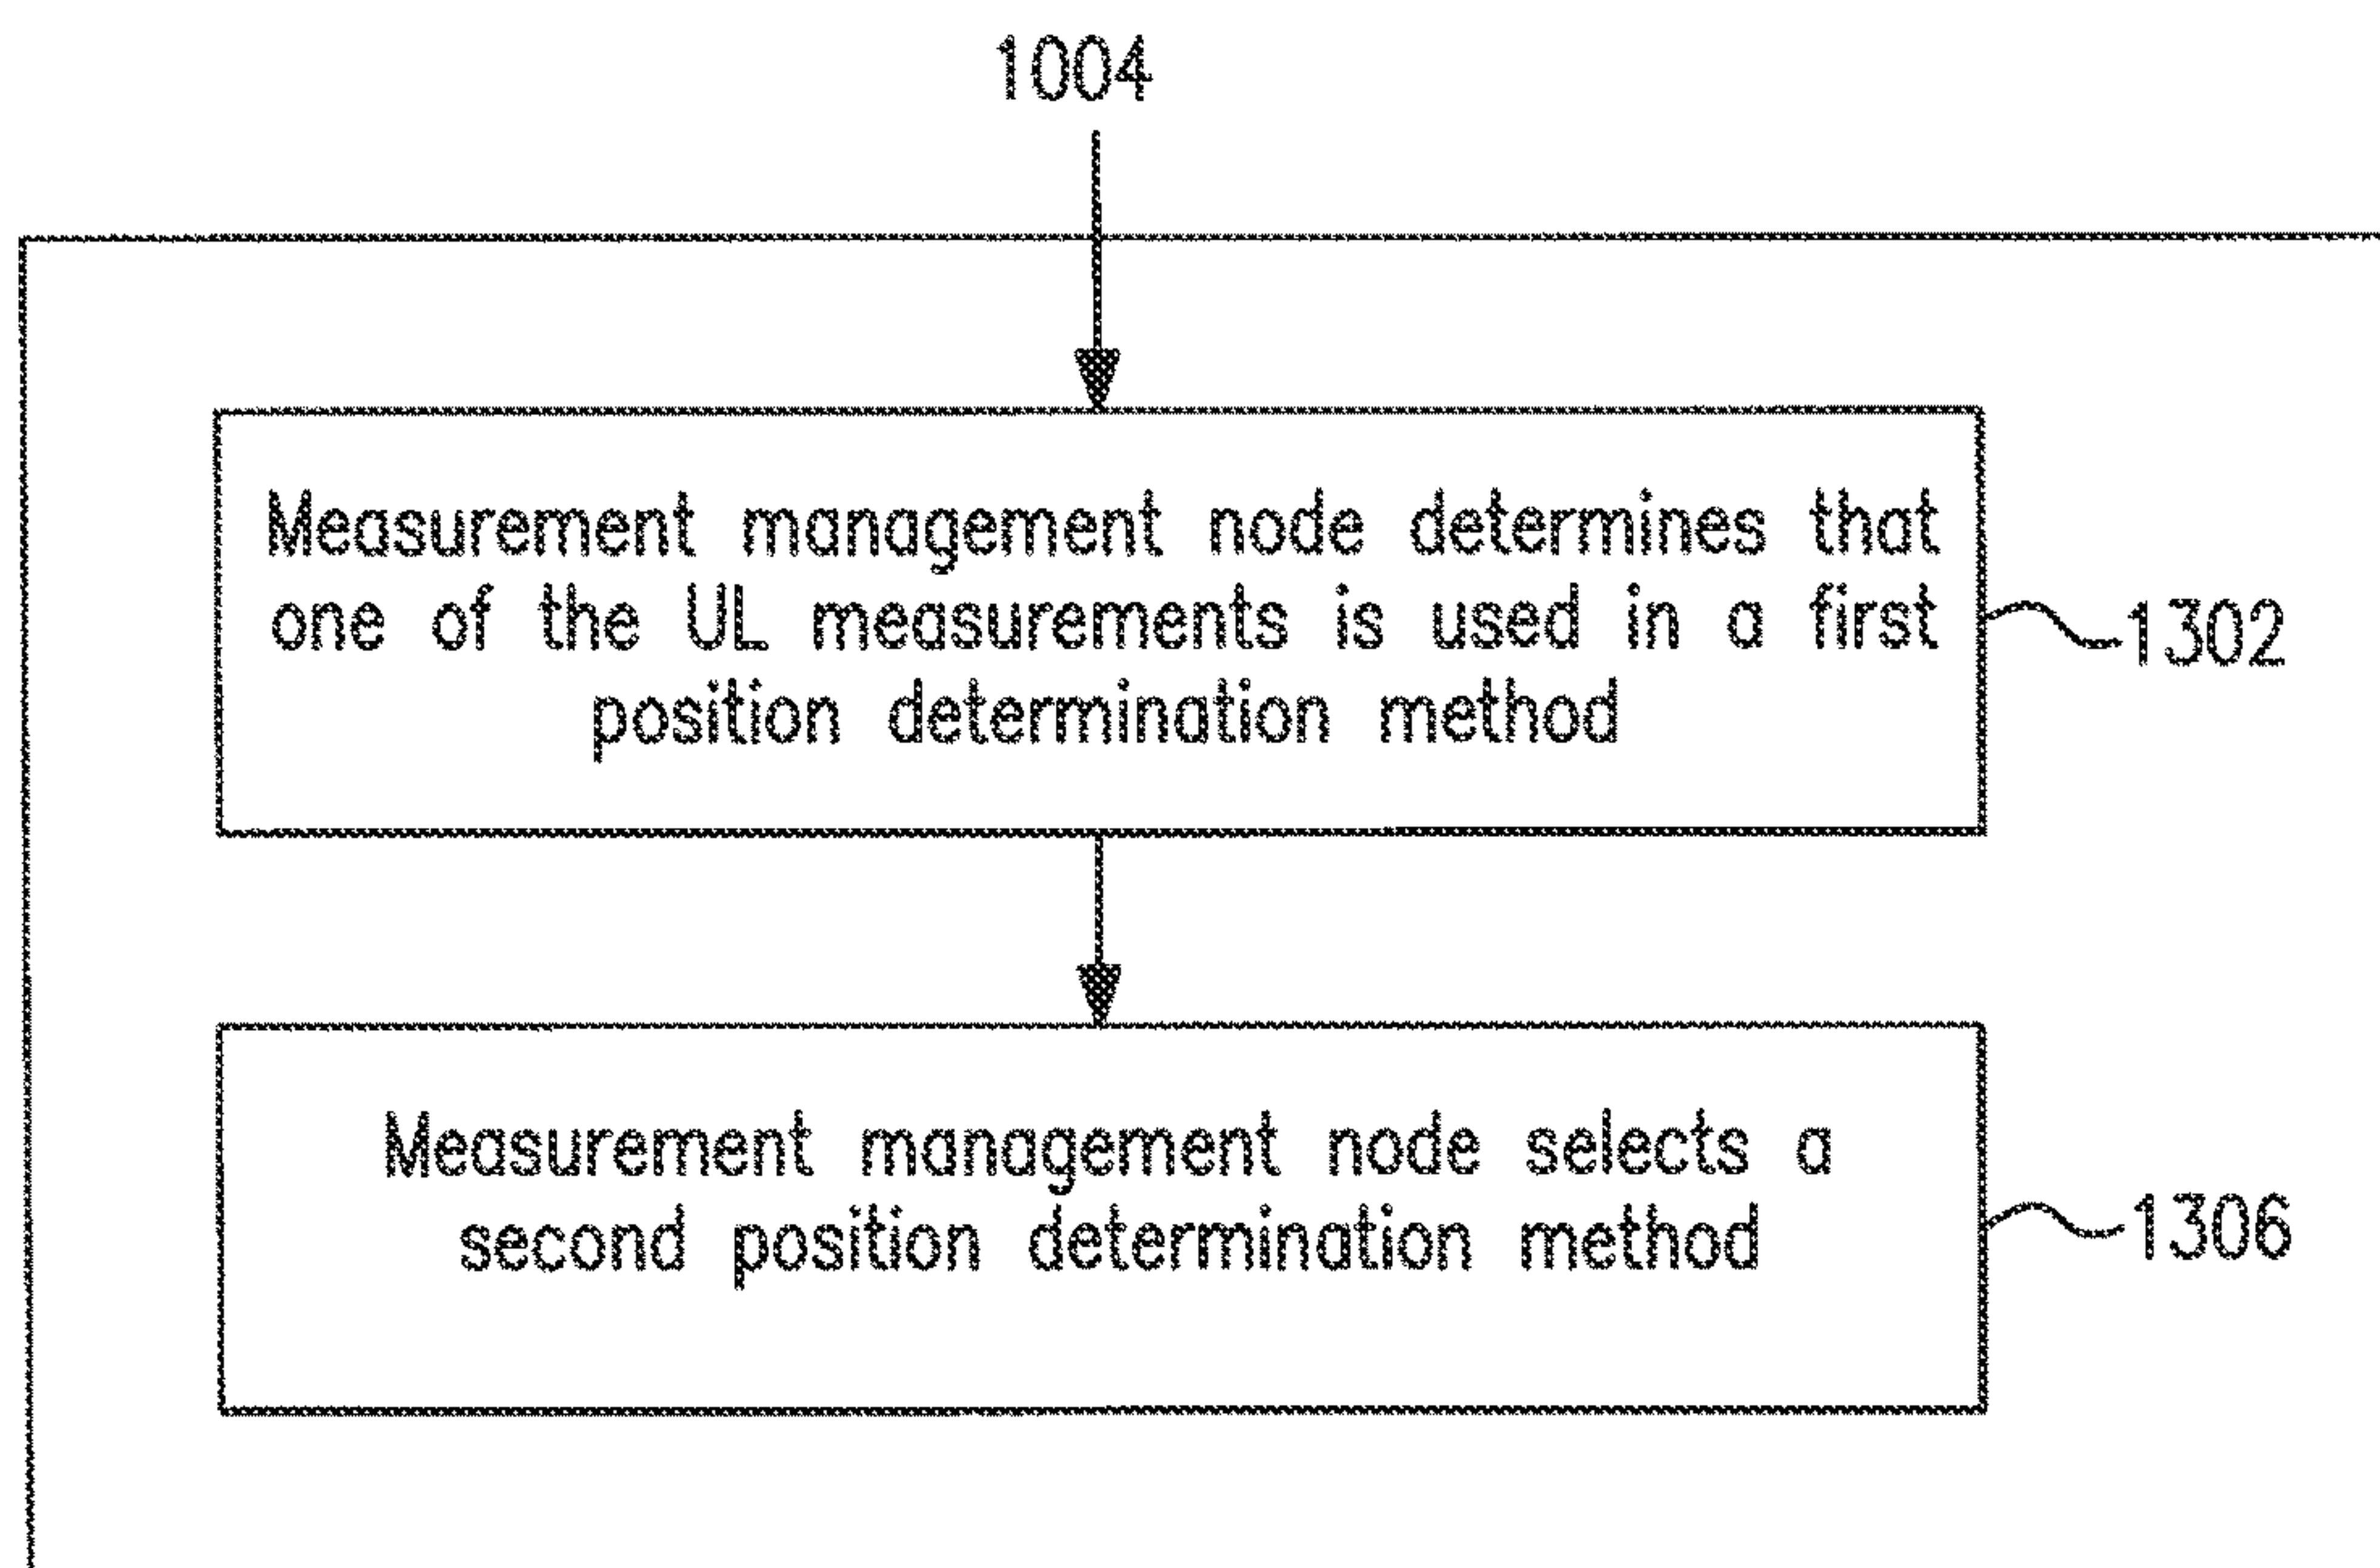 1004
Measurement management node determines that
one of the UL measurements is used in a first
position determination method
1302
Measurement management node selects a
second position determination method
1306